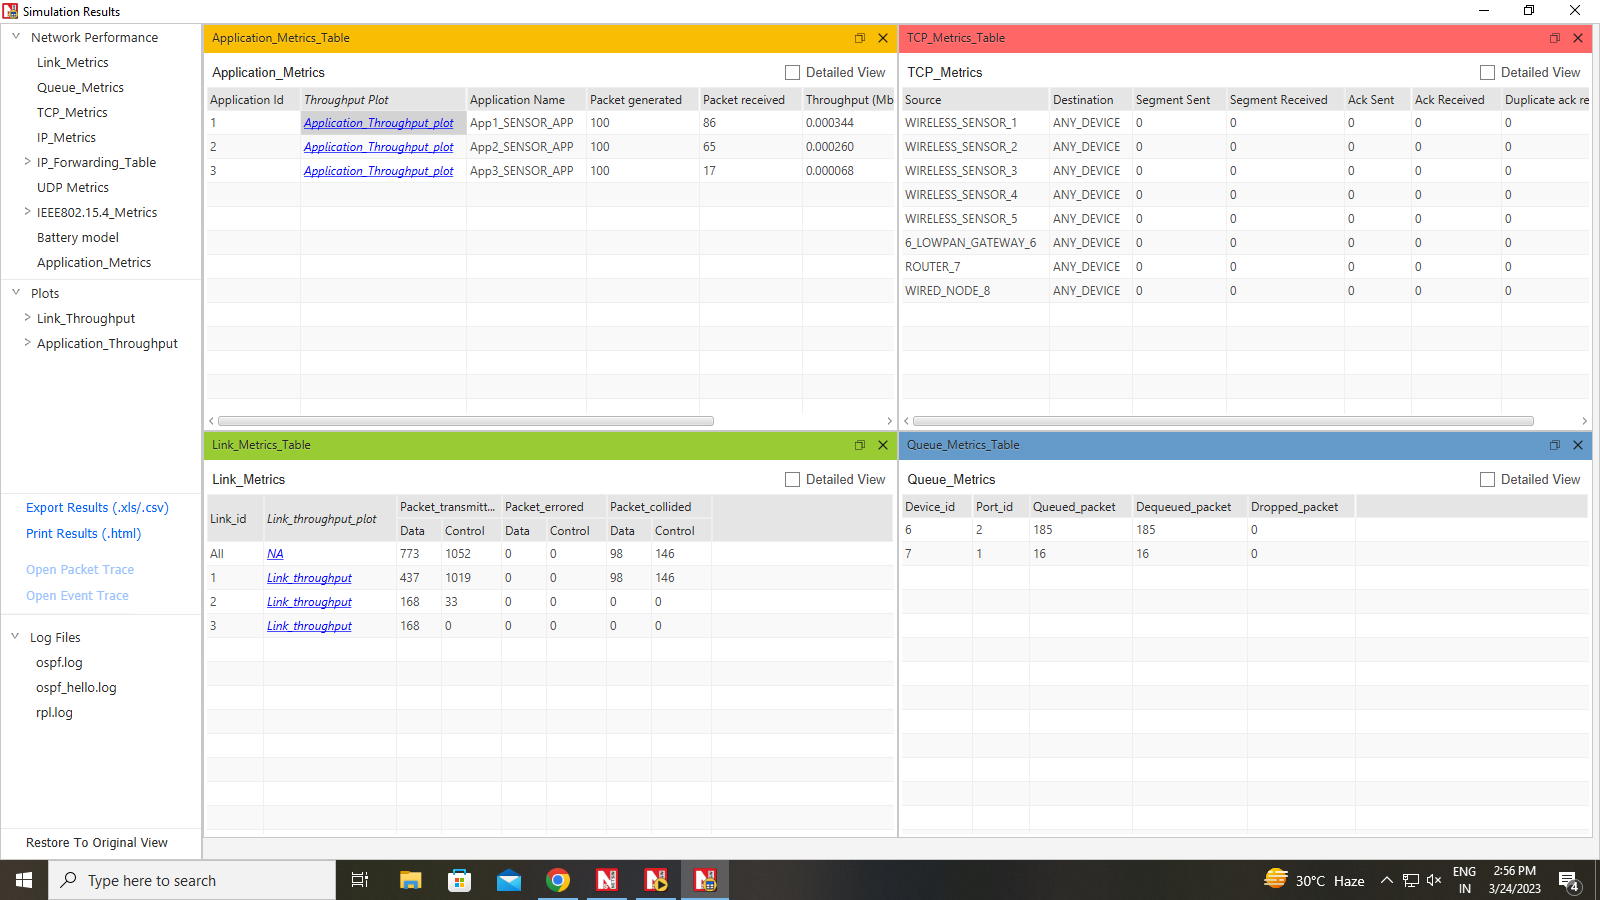 Simulation Results
Network Performance
Link_Metrics
Queue_Metrics
TCP_Metrics
IP_Metrics
IP_Forwarding_Table
UDP Metrics
IEEE802.15.4_Metrics
Battery model
Application_Metrics
Plots
Link_Throughput
Application_Throughput
Export Results (.xls/.csv)
Print Results (.html)
Open Packet Trace
Open Event Trace
Log Files
ospf.log
ospf_hello.log
rpl.log
Restore To Original View
Application_Metrics_Table
Application_Metrics Detailed View
Application Id Throughput Plot Application Name Packet generated Packet received Throughput (Mb
1 Application_Throughput_plot App1_SENSOR_APP 100 86 0.000344
2 Application_Throughput_plot App2_SENSOR_APP 100 65 0.000260
3 Application_Throughput_plot App3_SENSOR_APP 100 17 0.000068
TCP_Metrics_Table
TCP_Metrics Detailed View
Source Destination Segment Sent Segment Received Ack Sent Ack Received Duplicate ack re
WIRELESS_SENSOR_1 ANY_DEVICE 0 0 0 0 0
WIRELESS_SENSOR_2 ANY_DEVICE 0 0 0 0 0
WIRELESS_SENSOR_3 ANY_DEVICE 0 0 0 0 0
WIRELESS_SENSOR_4 ANY_DEVICE 0 0 0 0 0
WIRELESS_SENSOR_5 ANY_DEVICE 0 0 0 0 0
6_LOWPAN_GATEWAY_6 ANY_DEVICE 0 0 0 0 0
ROUTER_7 ANY_DEVICE 0 0 0 0 0
WIRED_NODE_8 ANY_DEVICE 0 0 0 0 0
Link_Metrics_Table
Link_Metrics Detailed View
Link_id Link_throughput_plot Packet_transmitt... Packet_errored Packet_collided
Data Control Data Control Data Control
All NA 773 1052 0 0 98 146
1 Link_throughput 437 1019 0 0 98 146
2 Link_throughput 168 33 0 0 0 0
3 Link_throughput 168 0 0 0 0 0
Queue_Metrics_Table
Queue_Metrics Detailed View
Device_id Port_id Queued_packet Dequeued_packet Dropped_packet
6 2 185 185 0
7 1 16 16 0
Type here to search
30°C Haze
ENG
IN
2:56 PM
3/24/2023
4